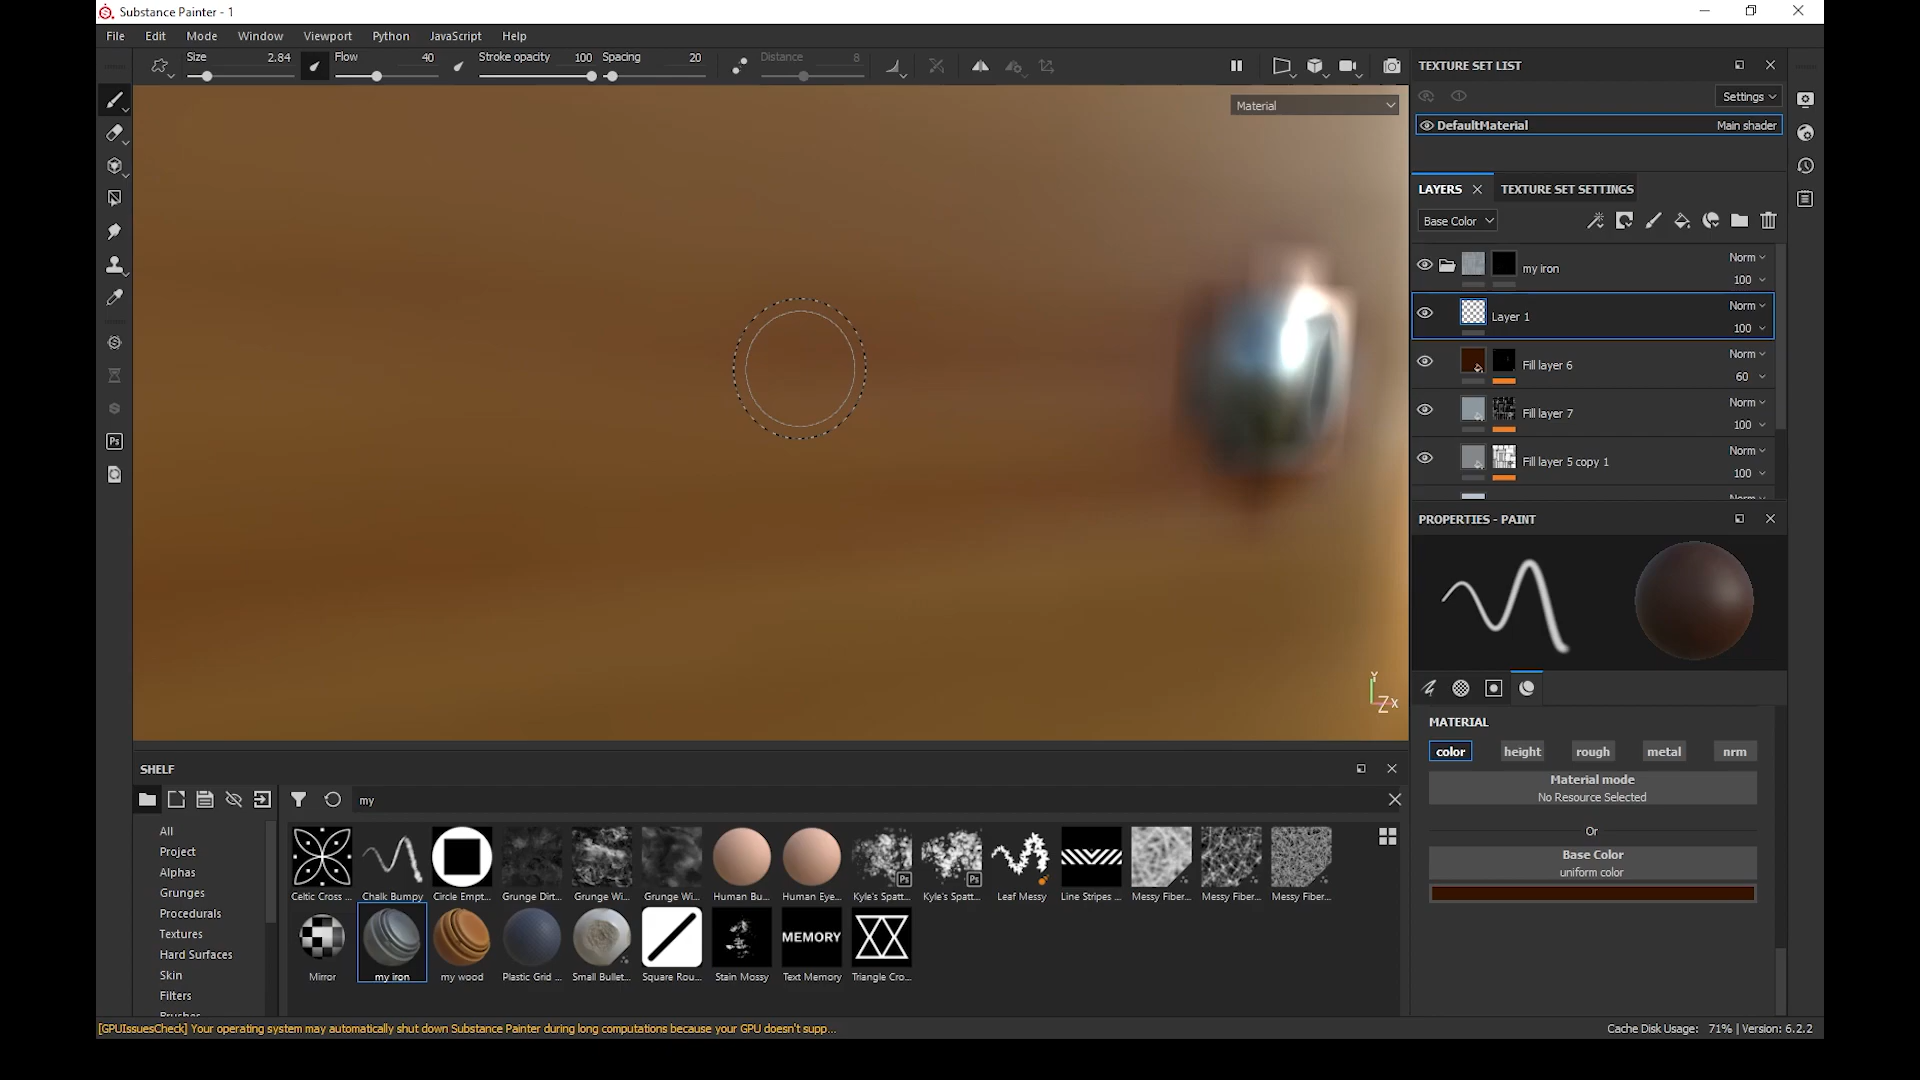 Substance Painter - 1
File Edit Mode Window Viewport Python JavaScript Help
Size 2.84 Flow 40 Stroke opacity 100 Spacing 20 Distance 8
Material
TEXTURE SET LIST
Settings
DefaultMaterial Main shader
LAYERS TEXTURE SET SETTINGS
Base Color
my iron Norm 100
Layer 1 Norm 100
Fill layer 6 Norm 60
Fill layer 7 Norm 100
Fill layer 5 copy 1 Norm 100
PROPERTIES - PAINT
Y
Z X
MATERIAL
color height rough metal nrm
Material mode
No Resource Selected
Or
Base Color
uniform color
SHELF
my
All
Project
Alphas
Grunges
Procedurals
Textures
Hard Surfaces
Skin
Filters
Brushes
Celtic Cross ... Chalk Bumpy Circle Empt... Grunge Dirt... Grunge Wi... Grunge Wi... Human Bu... Human Eye... Kyle's Spatt... Kyle's Spatt... Leaf Messy Line Stripes ... Messy Fiber... Messy Fiber... Messy Fiber...
MEMORY
Mirror my iron my wood Plastic Grid ... Small Bullet... Square Rou... Stain Mossy Text Memory Triangle Cro...
Ps
Ps
Ps
[GPUIssuesCheck] Your operating system may automatically shut down Substance Painter during long computations because your GPU doesn't supp...
Cache Disk Usage: 71% | Version: 6.2.2